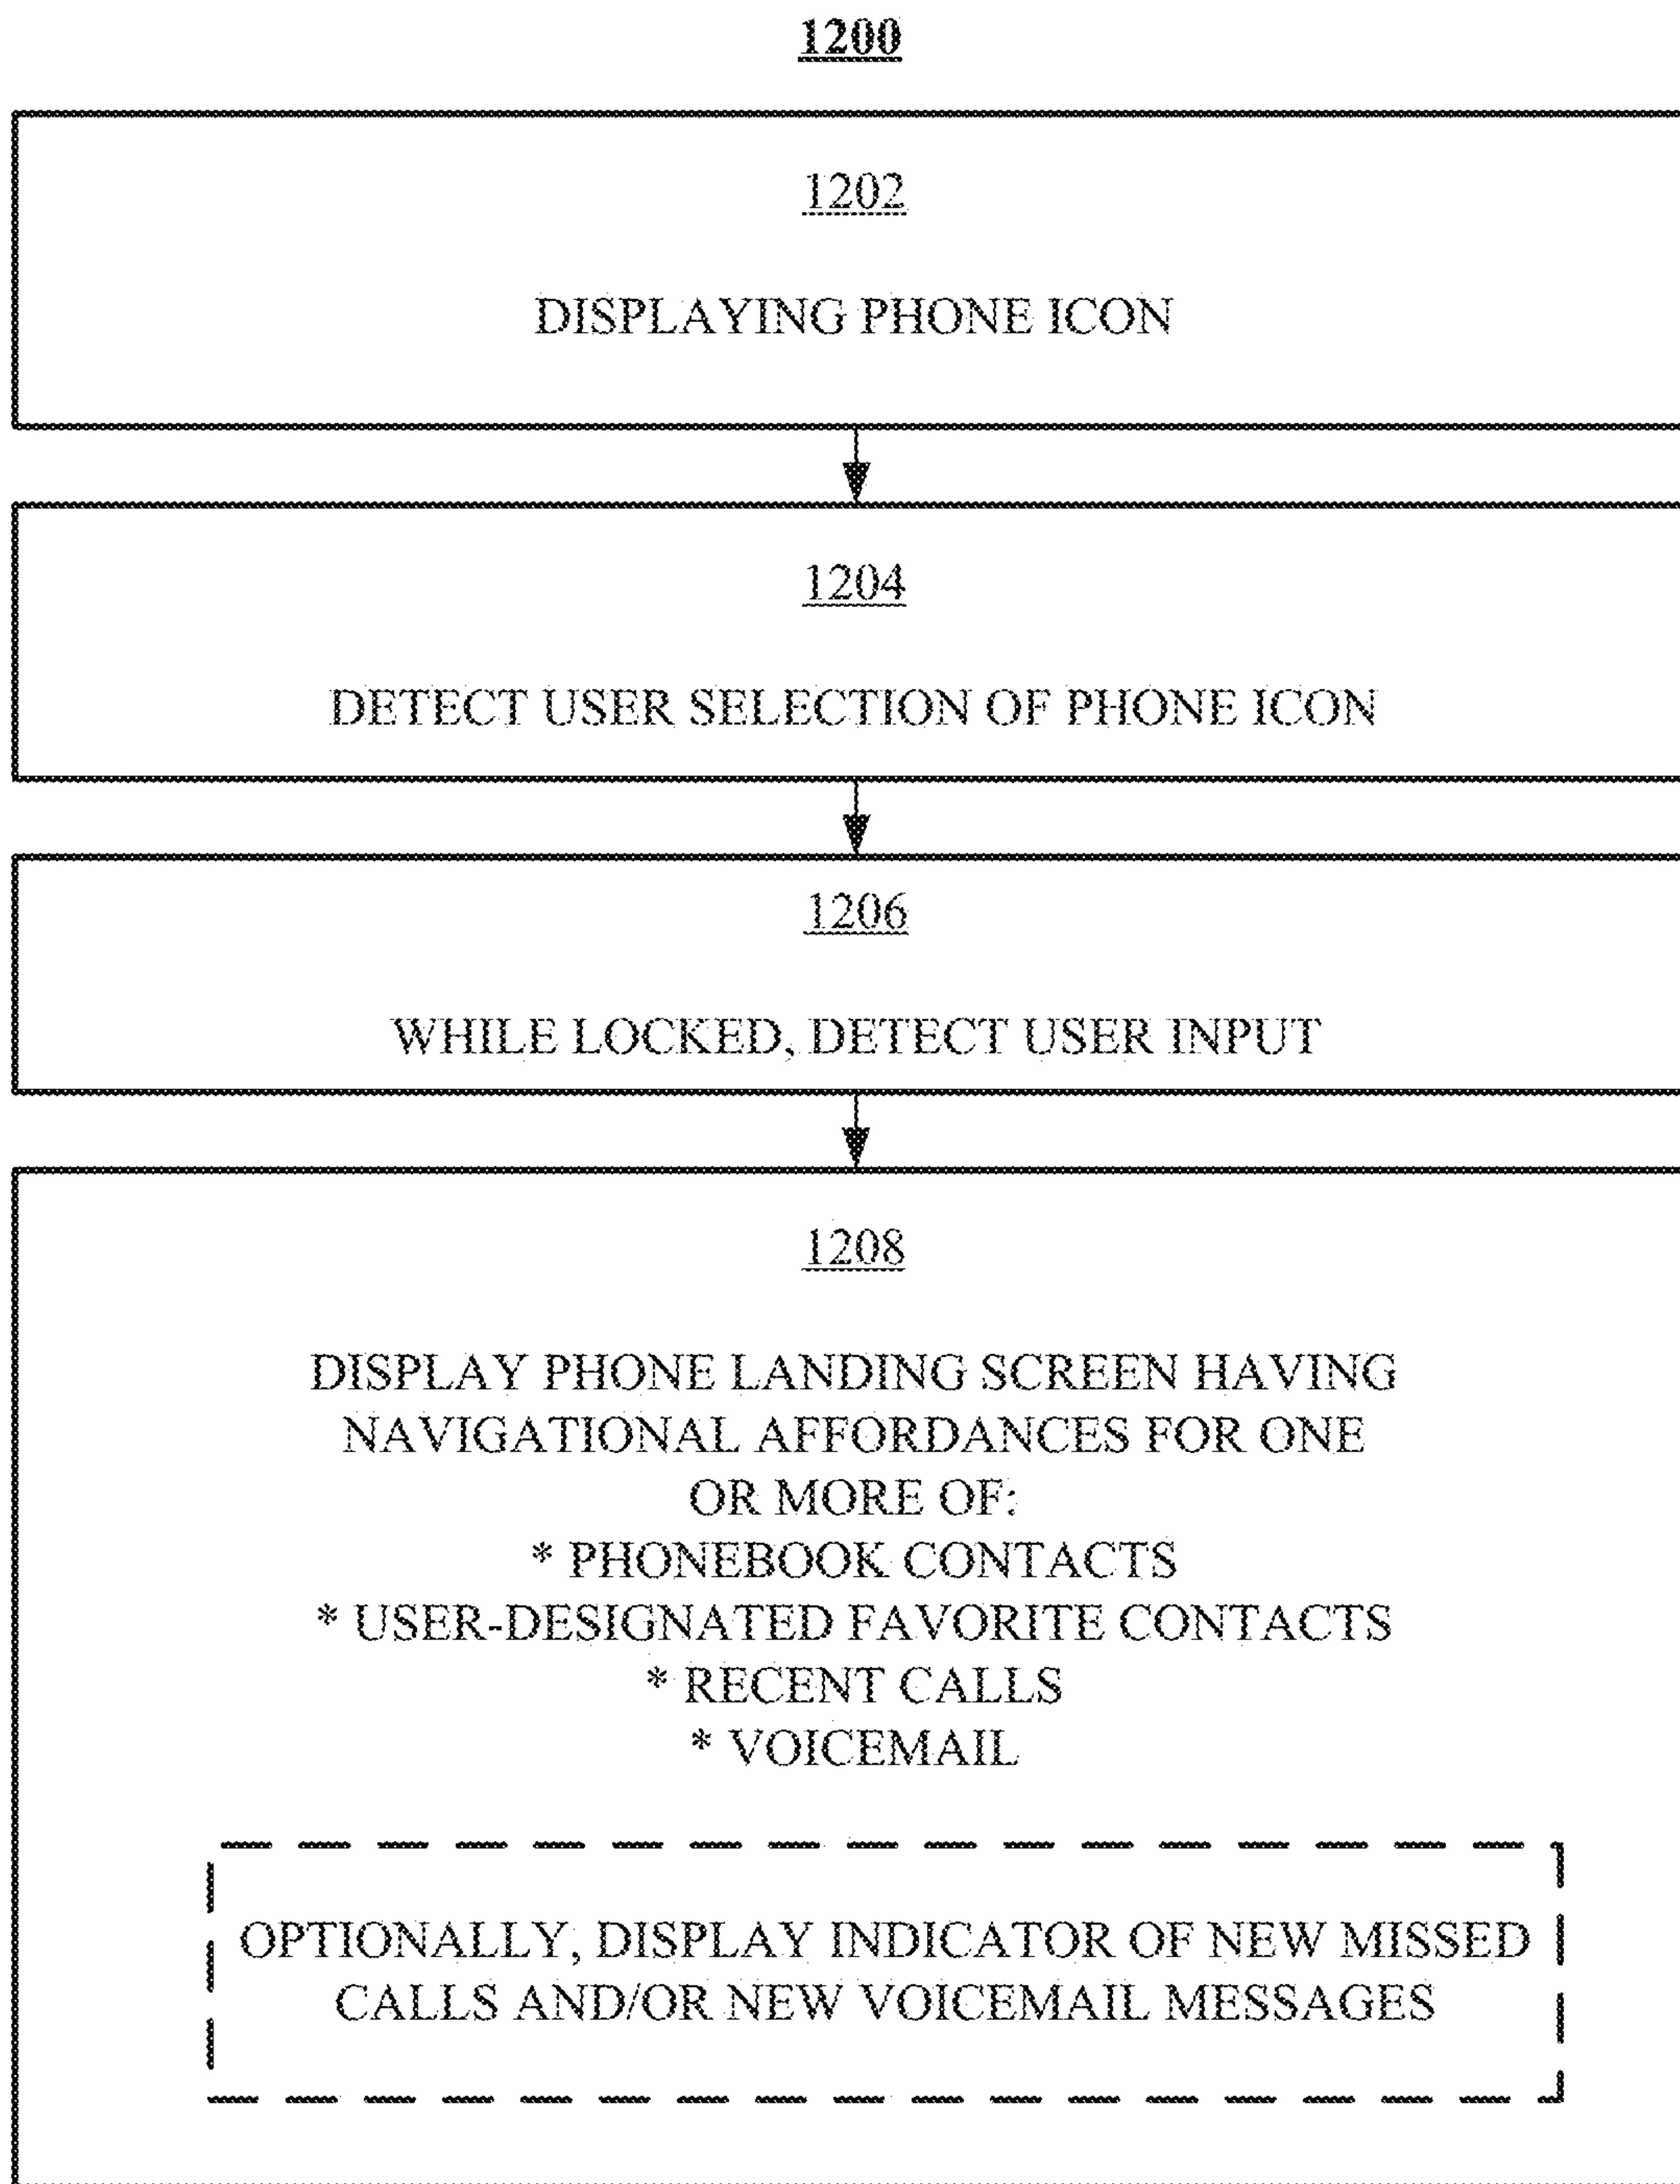 1200
1202
DISPLAYING PHONE ICON
1204
DETECT USER SELECTION OF PHONE ICON
1206
WHILE LOCKED, DETECT USER INPUT
1208
DISPLAY PHONE LANDING SCREEN HAVING
NAVIGATIONAL AFFORDANCES FOR ONE
OR MORE OF:
* PHONEBOOK CONTACTS
* USER-DESIGNATED FAVORITE CONTACTS
* RECENT CALLS
* VOICEMAIL
OPTIONALLY, DISPLAY INDICATOR OF NEW MISSED
CALLS AND/OR NEW VOICEMAIL MESSAGES